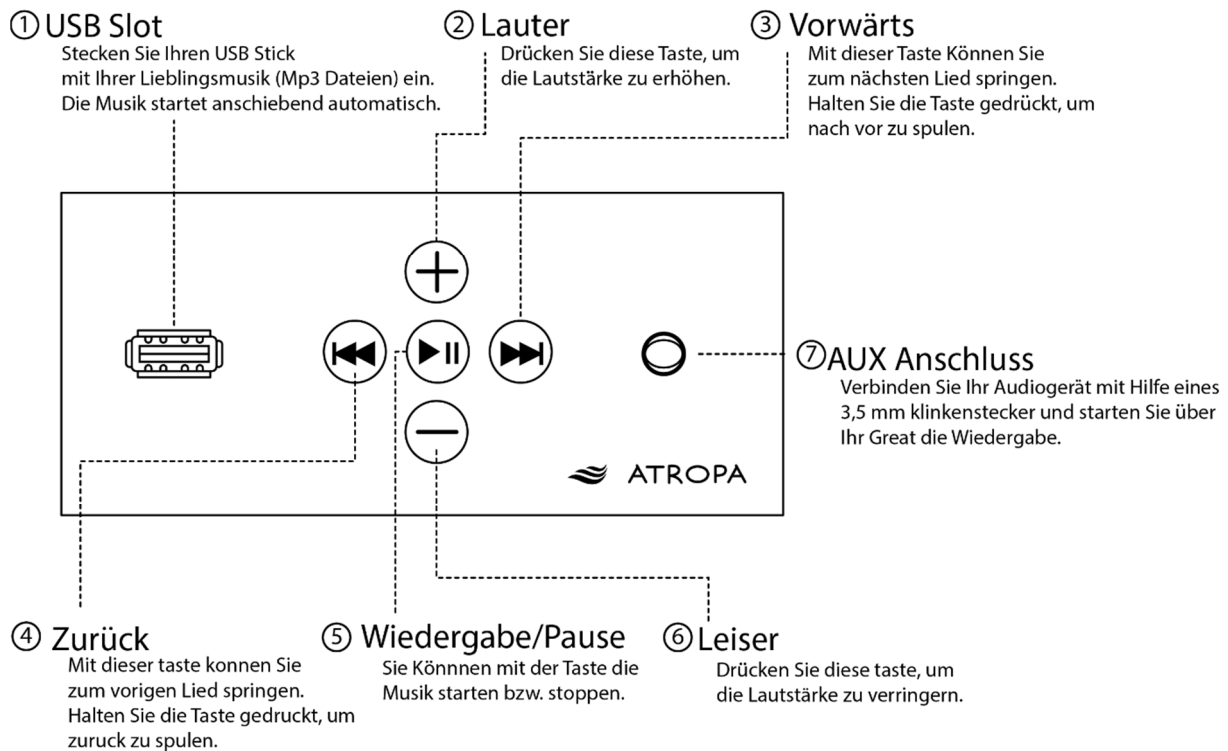 ① USB Slot
Stecken Sie Ihren USB Stick
mit Ihrer Lieblingsmusik (Mp3 Dateien) ein.
Die Musik startet anschiebend automatisch.
② Lauter
Drücken Sie diese Taste, um
die Lautstärke zu erhöhen.
③ Vorwärts
Mit dieser Taste Können Sie
zum nächsten Lied springen.
Halten Sie die Taste gedrückt, um
nach vor zu spulen.
⑦ AUX Anschluss
Verbinden Sie Ihr Audiogerät mit Hilfe eines
3,5 mm klinkenstecker und starten Sie über
Ihr Great die Wiedergabe.
ATROPA
④ Zurück
Mit dieser taste konnen Sie
zum vorigen Lied springen.
Halten Sie die Taste gedruckt, um
zuruck zu spulen.
⑤ Wiedergabe/Pause
Sie Könnnen mit der Taste die
Musik starten bzw. stoppen.
⑥ Leiser
Drücken Sie diese taste, um
die Lautstärke zu verringern.